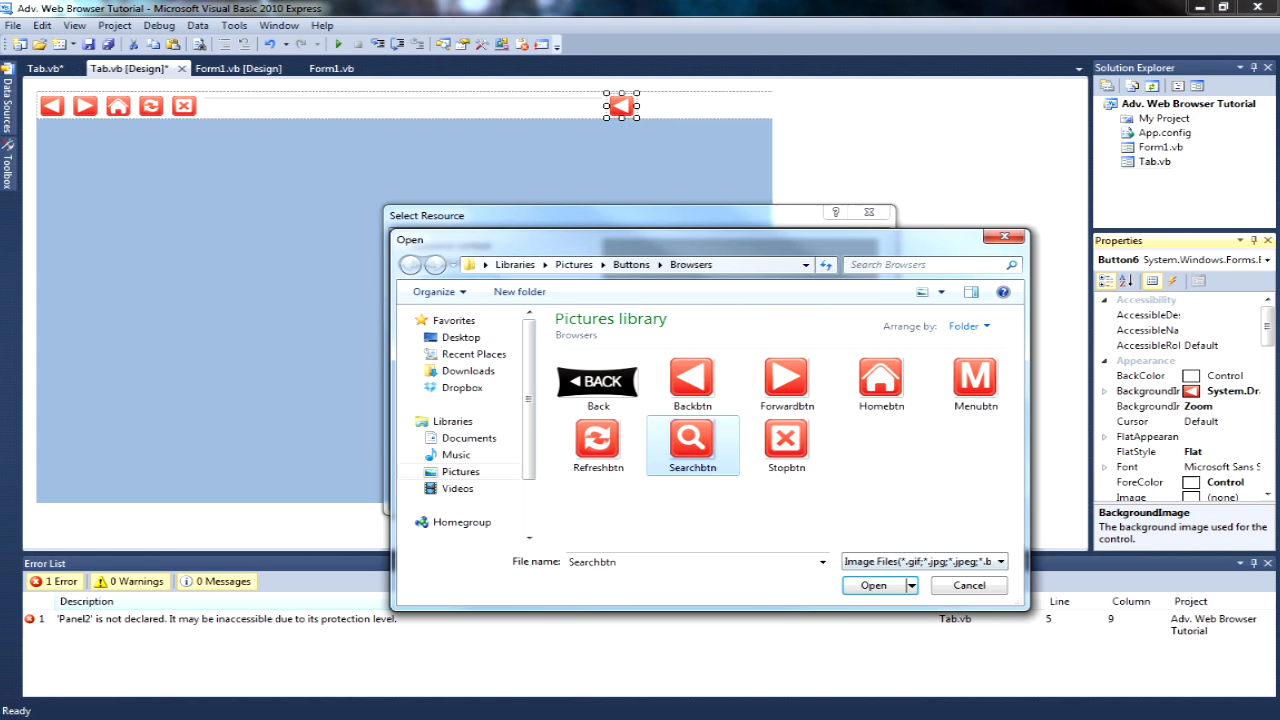 Adv. Web Browser Tutorial - Microsoft Visual Basic 2010 Express
File Edit View Project Debug Data Tools Window Help
Tab.vb* Tab.vb [Design]* Form1.vb [Design] Form1.vb
Data Sources
Toolbox
Solution Explorer
Adv. Web Browser Tutorial
My Project
App.config
Form1.vb
Tab.vb
Select Resource
Open
Libraries Pictures Buttons Browsers
Search Browsers
Organize New folder
Favorites
Desktop
Recent Places
Downloads
Dropbox
Libraries
Documents
Music
Pictures
Videos
Homegroup
Pictures library
Browsers
Arrange by: Folder
BACK
M
Back Backbtn Forwardbtn Homebtn Menubtn
Refreshbtn Searchbtn Stopbtn
File name: Searchbtn
Image Files(*.gif;*.jpg;*.jpeg;*.b
Open Cancel
Properties
Button6 System.Windows.Forms.
Accessibility
AccessibleDes
AccessibleNa
AccessibleRol Default
Appearance
BackColor Control
BackgroundIr System.Dr
BackgroundIr Zoom
Cursor Default
FlatAppearan
FlatStyle Flat
Font Microsoft Sans S
ForeColor Control
Image (none)
BackgroundImage
The background image used for the
control.
Error List
1 Error 0 Warnings 0 Messages
Description Line Column Project
1 'Panel2' is not declared. It may be inaccessible due to its protection level. Tab.vb 5 9 Adv. Web Browser
Tutorial
Ready